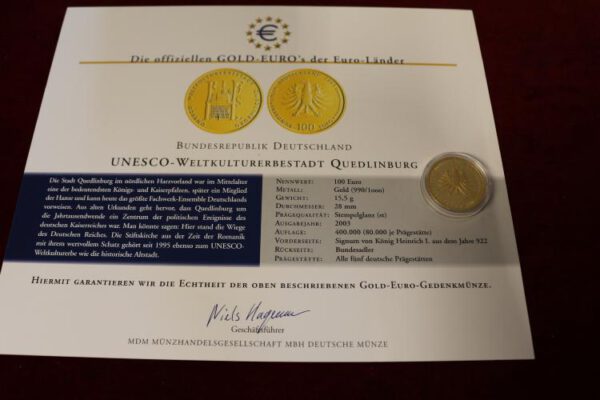 €
Die offiziellen GOLD-EURO's der Euro-Länder
100
BUNDESREPUBLIK DEUTSCHLAND
UNESCO-WELTKULTURERBESTADT QUEDLINBURG
Die Stadt Quedlinburg im nördlichen Harzvorland war im Mittelalter
eine der bedeutendsten Königs- und Kaiserpfalzen, später ein Mitglied
der Hanse und kann heute das größte Fachwerk-Ensemble Deutschlands
vorweisen. Aus alten Urkunden geht hervor, dass Quedlinburg um
die Jahrtausendwende ein Zentrum der politischen Ereignisse des
deutschen Kaiserreiches war. Man könnte sagen: Hier stand die Wiege
des Deutschen Reiches. Die Stiftskirche aus der Zeit der Romanik
mit ihrem wertvollem Schatz gehört seit 1995 ebenso zum UNESCO-
Weltkulturerbe wie die historische Altstadt.
NENNWERT: 100 Euro
METALL: Gold (990/1000)
GEWICHT: 15,5 g
DURCHMESSER: 28 mm
PRÄGEQUALITÄT: Stempelglanz (st)
AUSGABEJAHR: 2003
AUFLAGE: 400.000 (80.000 je Prägestätte)
VORDERSEITE: Signum von König Heinrich I. aus dem Jahre 922
RÜCKSEITE: Bundesadler
PRÄGESTÄTTE: Alle fünf deutsche Prägestätten
HIERMIT GARANTIEREN WIR DIE ECHTHEIT DER OBEN BESCHRIEBENEN GOLD-EURO-GEDENKMÜNZE.
Niels Hagemann
Geschäftsführer
MDM MÜNZHANDELSGESELLSCHAFT MBH DEUTSCHE MÜNZE